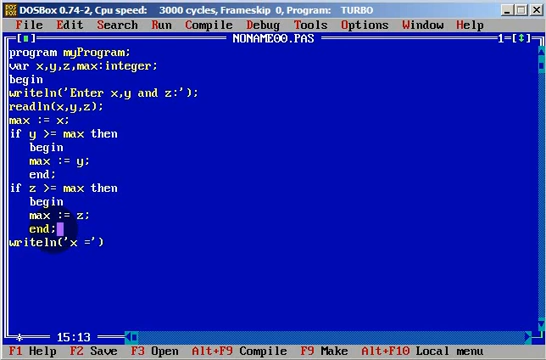 DOSBox 0.74-2, Cpu speed: 3000 cycles, Frameskip 0, Program: TURBO
File Edit Search Run Compile Debug Tools Options Window Help
NONAME00.PAS 1=[↕]
program myProgram;
var x,y,z,max:integer;
begin
writeln('Enter x,y and z:');
readln(x,y,z);
max := x;
if y >= max then
begin
max := y;
end;
if z >= max then
begin
max := z;
end;
writeln('x =')
15:13
F1 Help F2 Save F3 Open Alt+F9 Compile F9 Make Alt+F10 Local menu